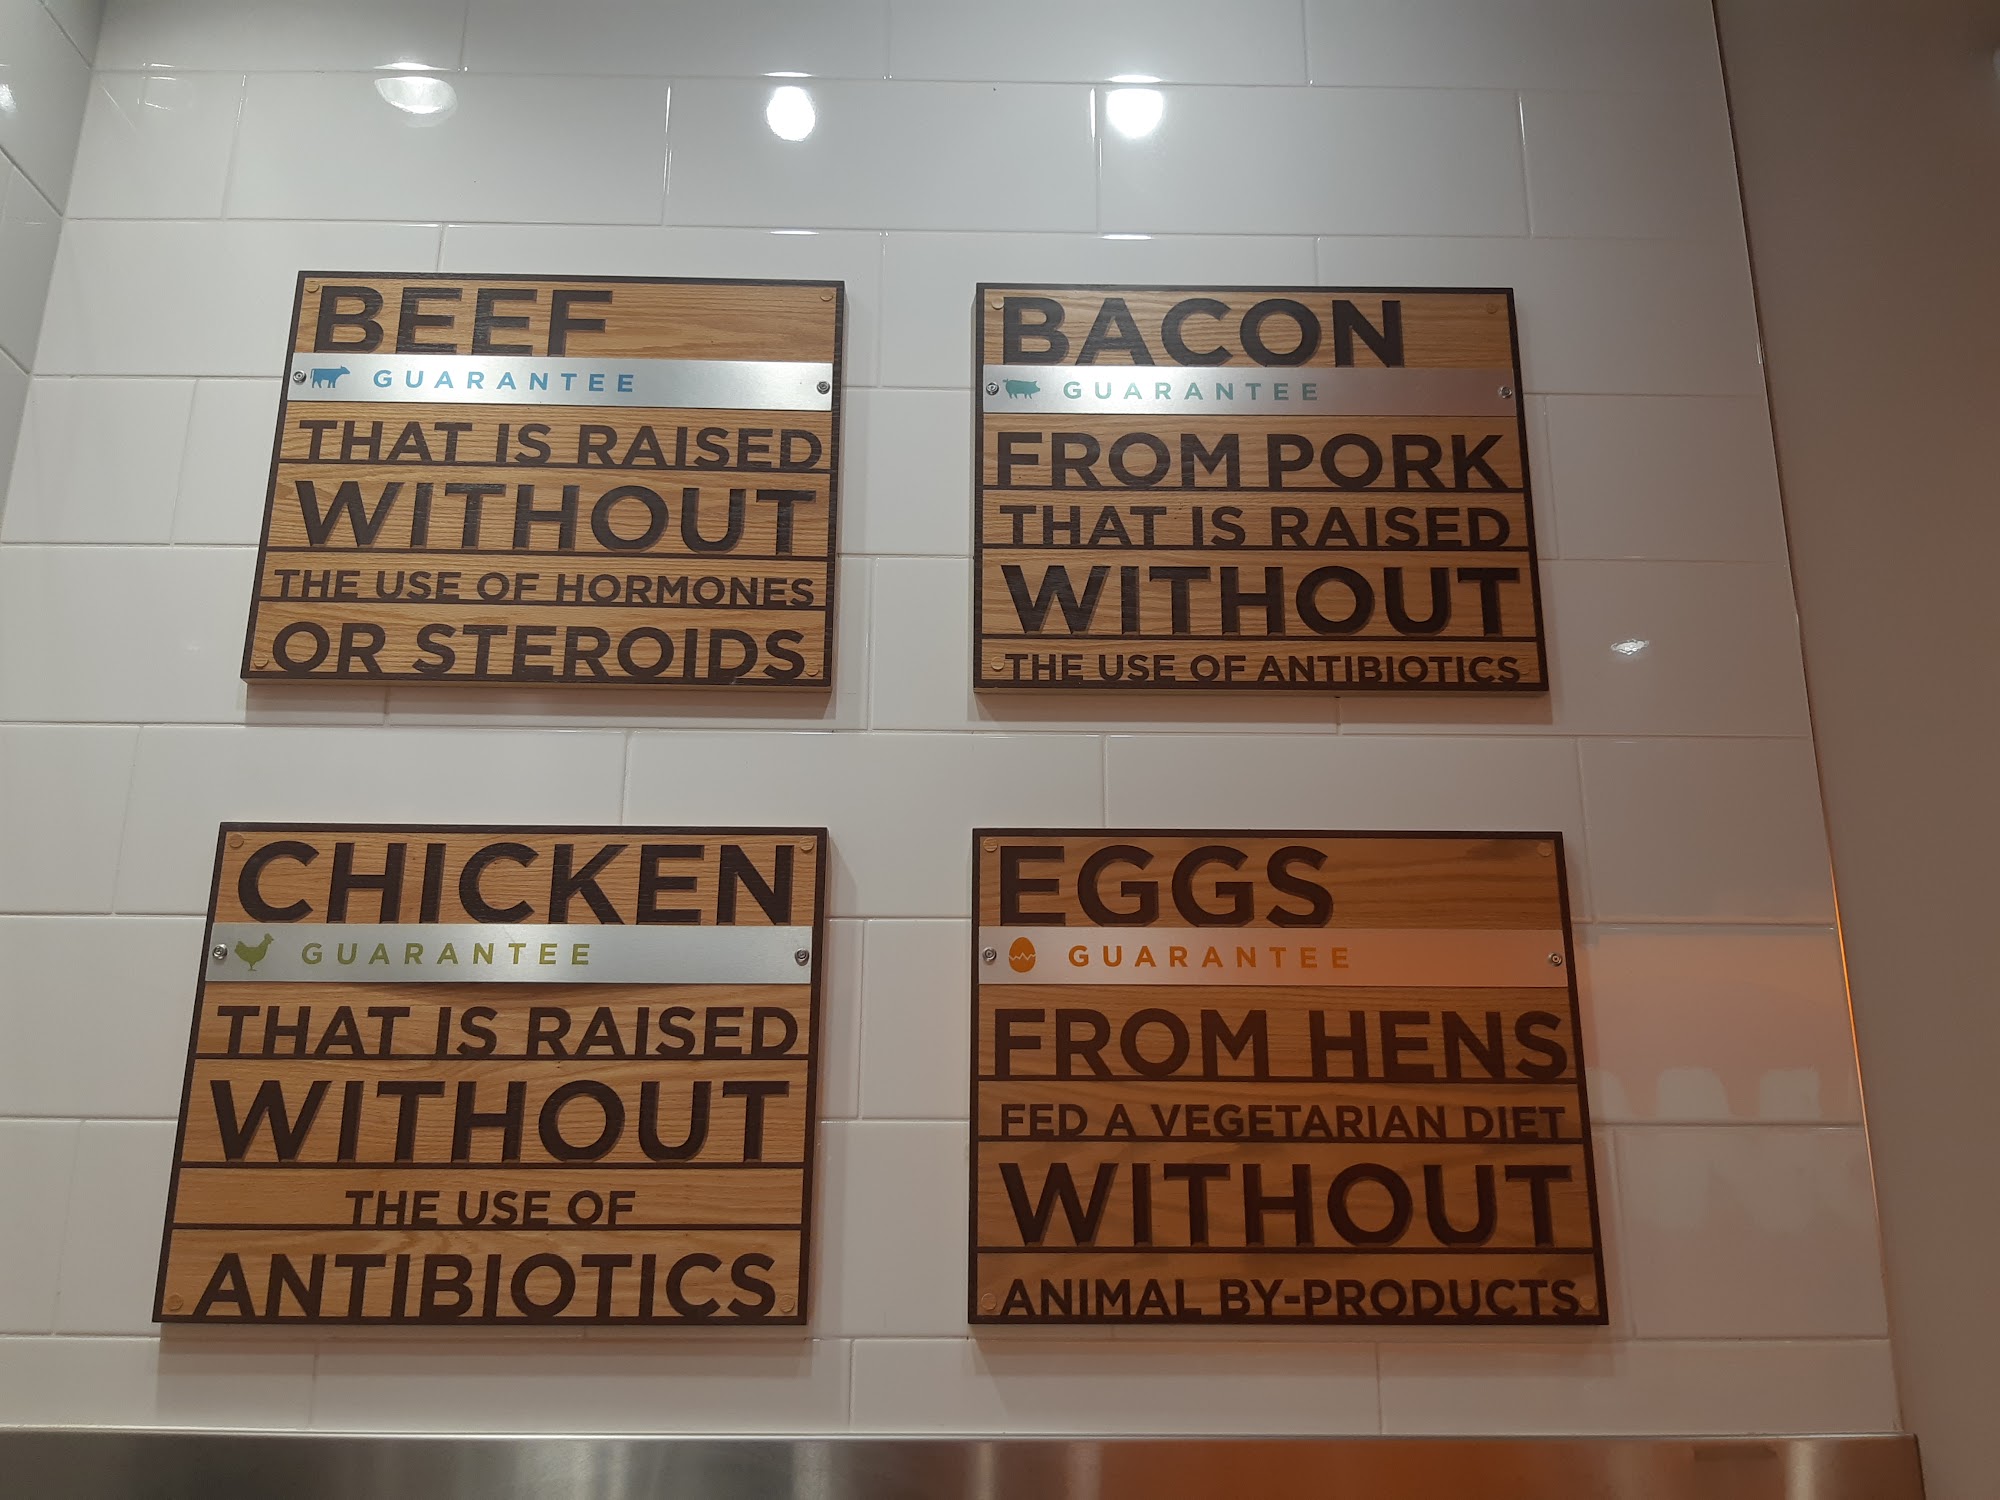 BEEF
GUARANTEE
THAT IS RAISED
WITHOUT
THE USE OF HORMONES
OR STEROIDS
BACON
GUARANTEE
FROM PORK
THAT IS RAISED
WITHOUT
THE USE OF ANTIBIOTICS
CHICKEN
GUARANTEE
THAT IS RAISED
WITHOUT
THE USE OF
ANTIBIOTICS
EGGS
GUARANTEE
FROM HENS
FED A VEGETARIAN DIET
WITHOUT
ANIMAL BY-PRODUCTS